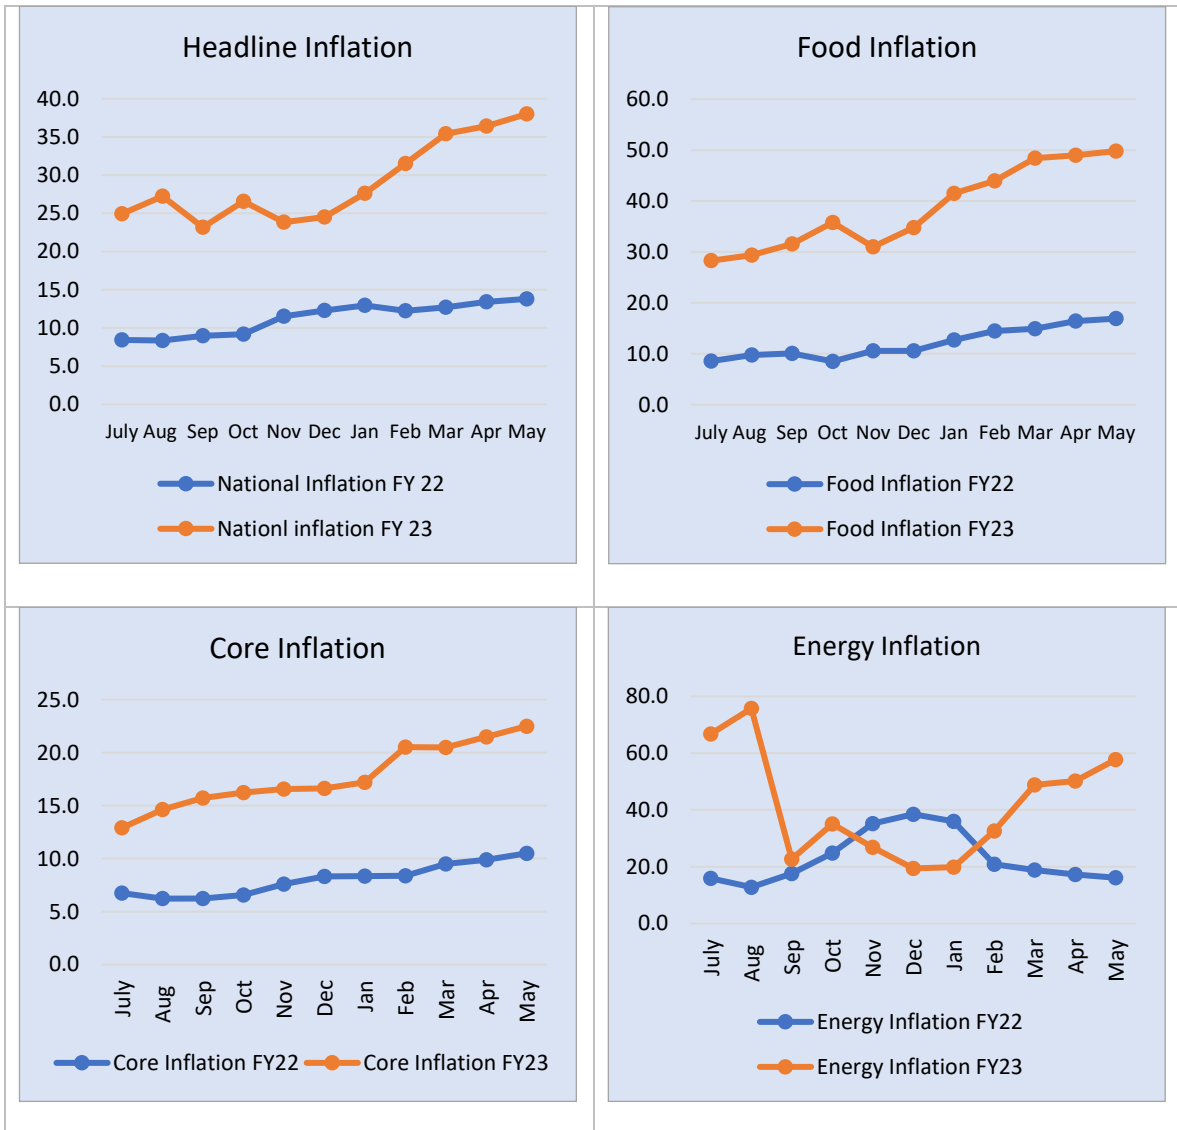 Headline Inflation
40.0
35.0
30.0
25.0
20.0
15.0
10.0
5.0
0.0
July Aug Sep Oct Nov Dec Jan Feb Mar Apr May
National Inflation FY 22
Nationl inflation FY 23
Food Inflation
60.0
50.0
40.0
30.0
20.0
10.0
0.0
July Aug Sep Oct Nov Dec Jan Feb Mar Apr May
Food Inflation FY22
Food Inflation FY23
Core Inflation
25.0
20.0
15.0
10.0
5.0
0.0
July Aug Sep Oct Nov Dec Jan Feb Mar Apr May
Core Inflation FY22 Core Inflation FY23
Energy Inflation
80.0
60.0
40.0
20.0
0.0
July Aug Sep Oct Nov Dec Jan Feb Mar Apr May
Energy Inflation FY22
Energy Inflation FY23